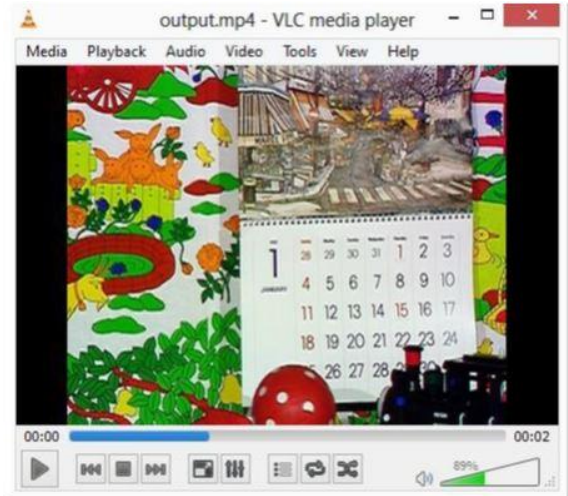 output.mp4 - VLC media player
Media Playback Audio Video Tools View Help
1
JANUARY
28 29 30 31 1 2 3
4 5 6 7 8 9 10
11 12 13 14 15 16 17
18 19 20 21 22 23 24
26 27 28
00:00 00:02
89%